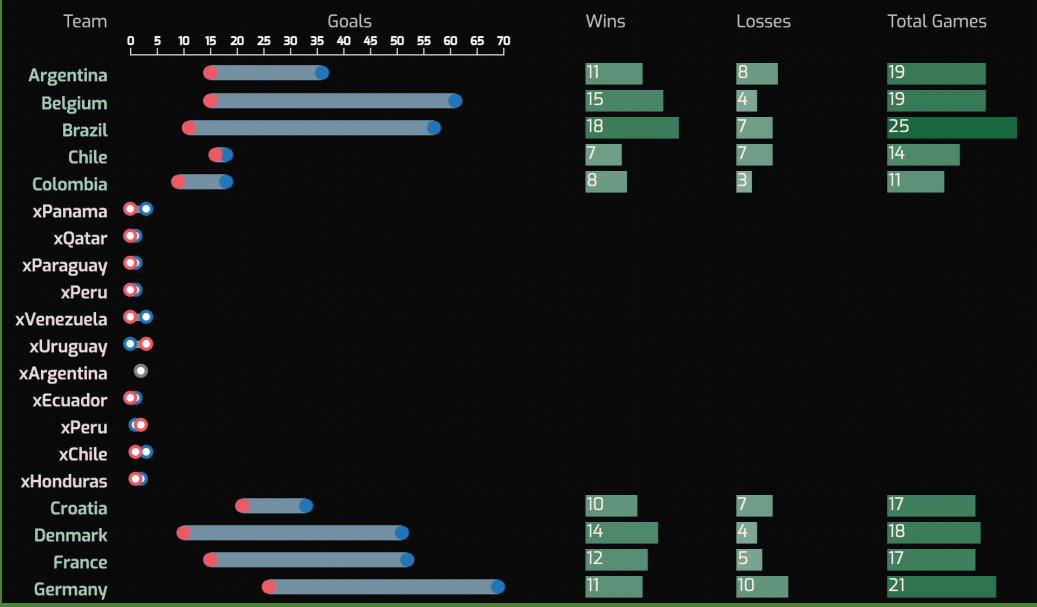 Team Goals Wins Losses Total Games
0 5 10 15 20 25 30 35 40 45 50 55 60 65 70
Argentina 11 8 19
Belgium 15 4 19
Brazil 18 7 25
Chile 7 7 14
Colombia 8 3 11
xPanama
xQatar
xParaguay
xPeru
xVenezuela
xUruguay
xArgentina
xEcuador
xPeru
xChile
xHonduras
Croatia 10 7 17
Denmark 14 4 18
France 12 5 17
Germany 11 10 21